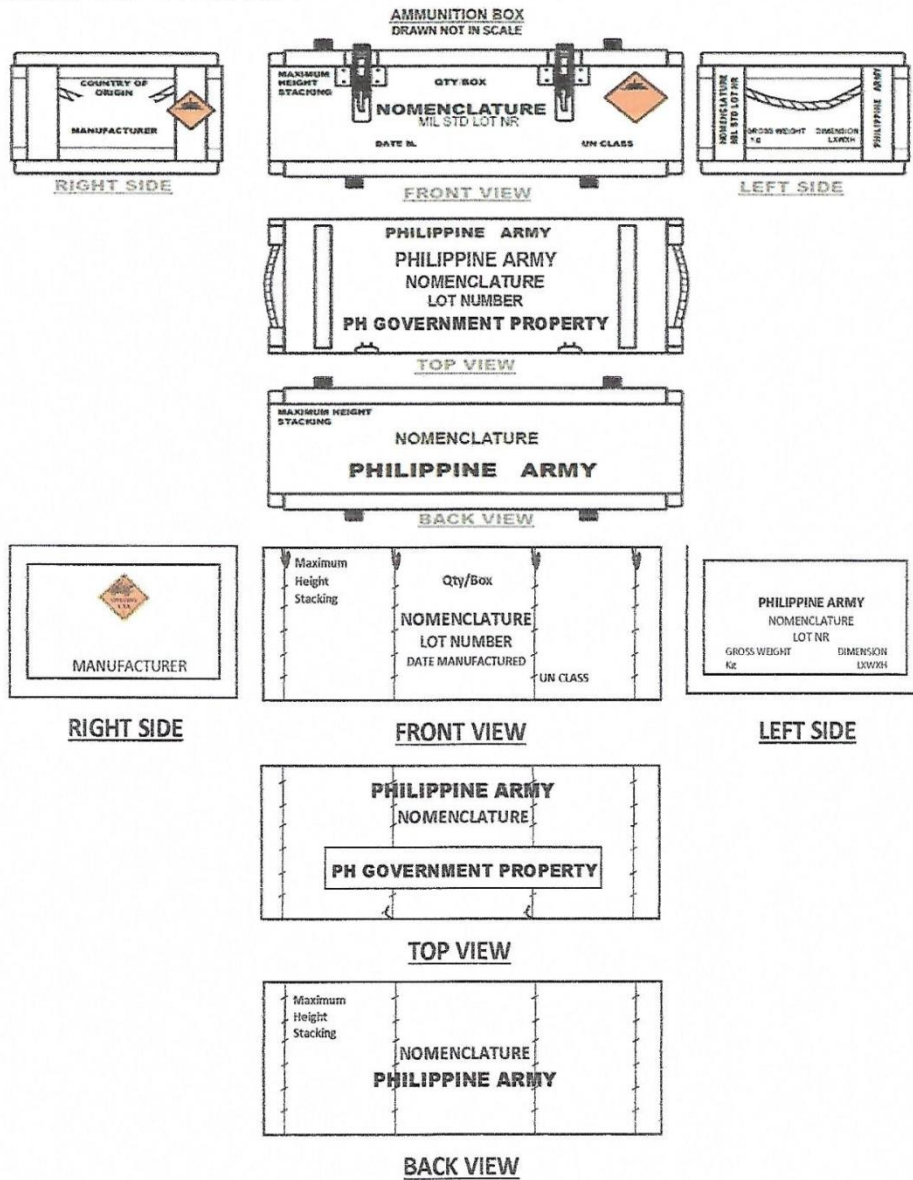 AMMUNITION BOX
DRAWN NOT IN SCALE
COUNTRY OF
ORIGIN
MANUFACTURER
RIGHT SIDE
MAXIMUM
HEIGHT
STACKING
QTY/BOX
NOMENCLATURE
MIL STD LOT NR
DATE M.
UN CLASS
FRONT VIEW
NOMENCLATURE
MIL STD LOT NR
GROSS WEIGHT DIMENSION
Kg LXWXH
PHILIPPINE ARMY
LEFT SIDE
PHILIPPINE ARMY
PHILIPPINE ARMY
NOMENCLATURE
LOT NUMBER
PH GOVERNMENT PROPERTY
TOP VIEW
MAXIMUM HEIGHT
STACKING
NOMENCLATURE
PHILIPPINE ARMY
BACK VIEW
MANUFACTURER
RIGHT SIDE
Maximum
Height
Stacking
Qty/Box
NOMENCLATURE
LOT NUMBER
DATE MANUFACTURED
UN CLASS
FRONT VIEW
PHILIPPINE ARMY
NOMENCLATURE
LOT NR
GROSS WEIGHT DIMENSION
Kg LXWXH
LEFT SIDE
PHILIPPINE ARMY
NOMENCLATURE
PH GOVERNMENT PROPERTY
TOP VIEW
Maximum
Height
Stacking
NOMENCLATURE
PHILIPPINE ARMY
BACK VIEW